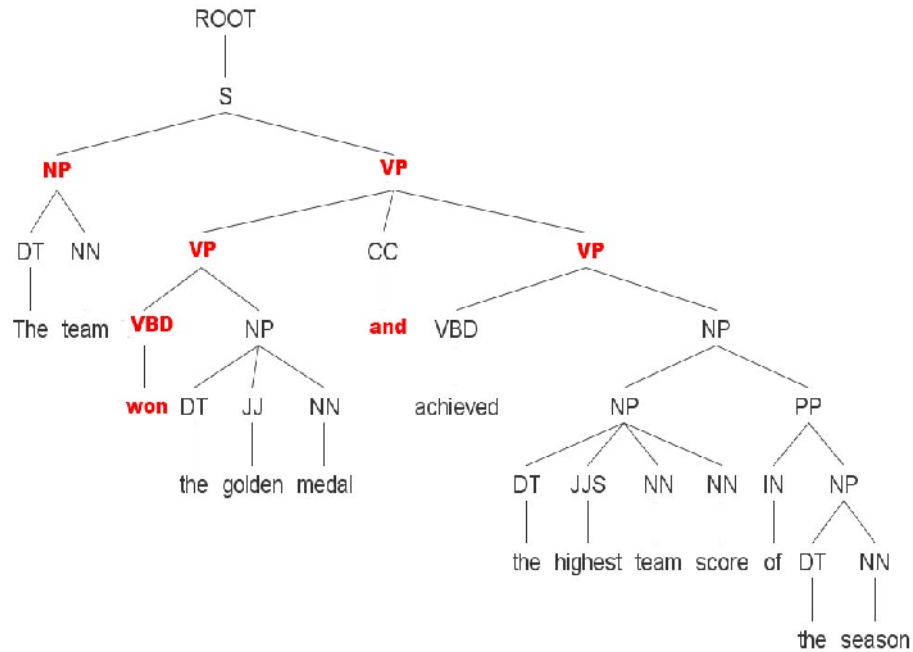 ROOT
S
NP VP
DT NN VP CC VP
The team VBD NP and VBD NP
won DT JJ NN achieved NP PP
the golden medal DT JJS NN NN IN NP
the highest team score of DT NN
the season